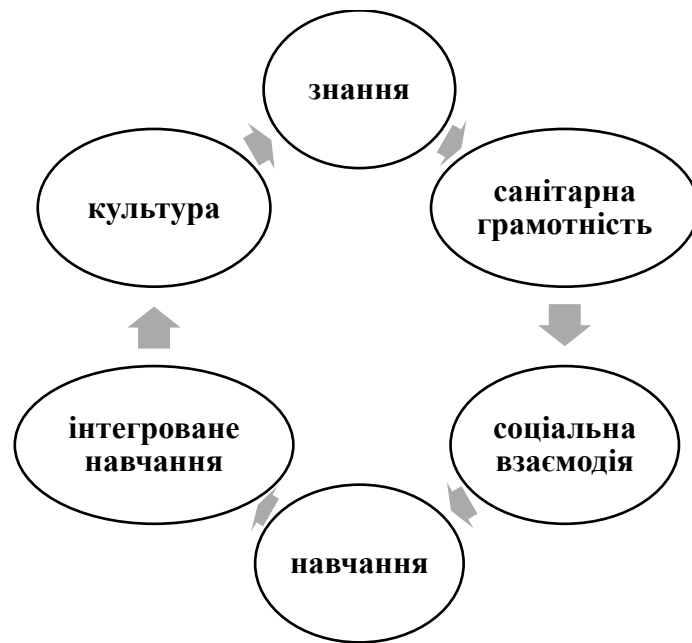 знання
санітарна
грамотність
соціальна
взаємодія
навчання
інтегроване
навчання
культура